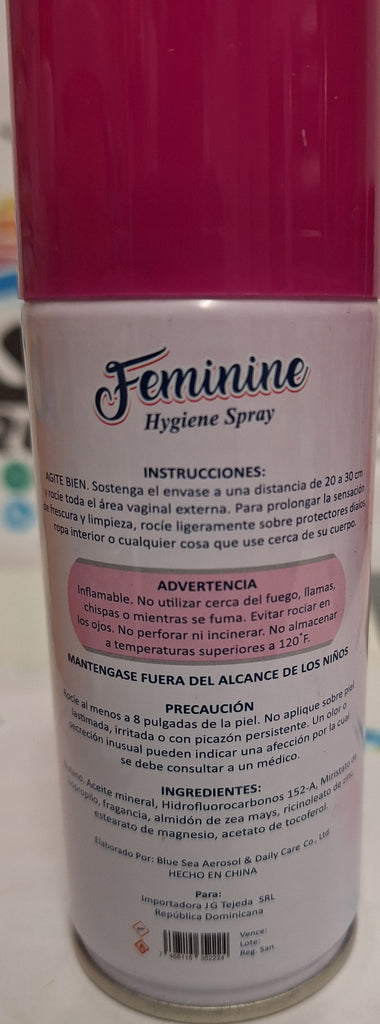 Feminine
Hygiene Spray
INSTRUCCIONES:
AGITE BIEN. Sostenga el envase a una distancia de 20 a 30 cm
y rocie toda el área vaginal externa. Para prolongar la sensación
de frescura y limpieza, rocíe ligeramente sobre protectores diarios,
ropa interior o cualquier cosa que use cerca de su cuerpo.
ADVERTENCIA
Inflamable. No utilizar cerca del fuego, llamas,
chispas o mientras se fuma. Evitar rociar en
los ojos. No perforar ni incinerar. No almacenar
a temperaturas superiores a 120°F.
MANTENGASE FUERA DEL ALCANCE DE LOS NIÑOS
PRECAUCIÓN
Rocíe al menos a 8 pulgadas de la piel. No aplique sobre piel
lastimada, irritada o con picazón persistente. Un olor o
secreción inusual pueden indicar una afección por la cual
se debe consultar a un médico.
INGREDIENTES:
Aceite mineral, Hidrofluorocarbonos 152-A, Miristato de
isopropilo, fragancia, almidón de zea mays, ricinoleato de zinc,
estearato de magnesio, acetato de tocoferol.
Elaborado Por: Blue Sea Aerosol & Daily Care Co., Ltd
HECHO EN CHINA
Para:
Importadora J G Tejeda SRL
República Dominicana
Vence:
Lote:
Reg. San.